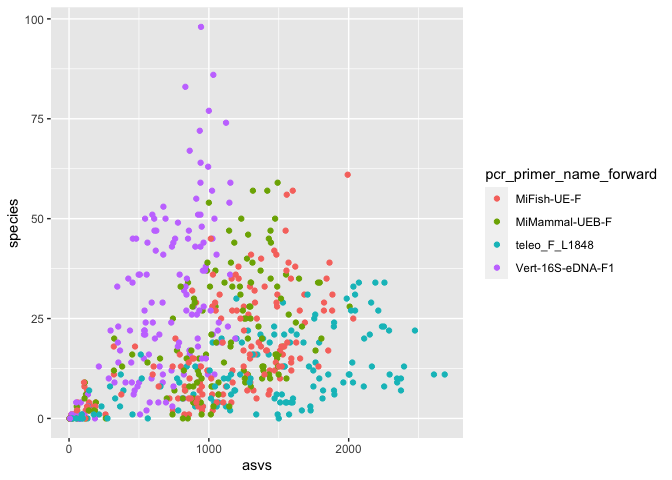 100
75
50
25
0
species
0
1000
2000
asvs
pcr_primer_name_forward
MiFish-UE-F
MiMammal-UEB-F
teleo_F_L1848
Vert-16S-eDNA-F1